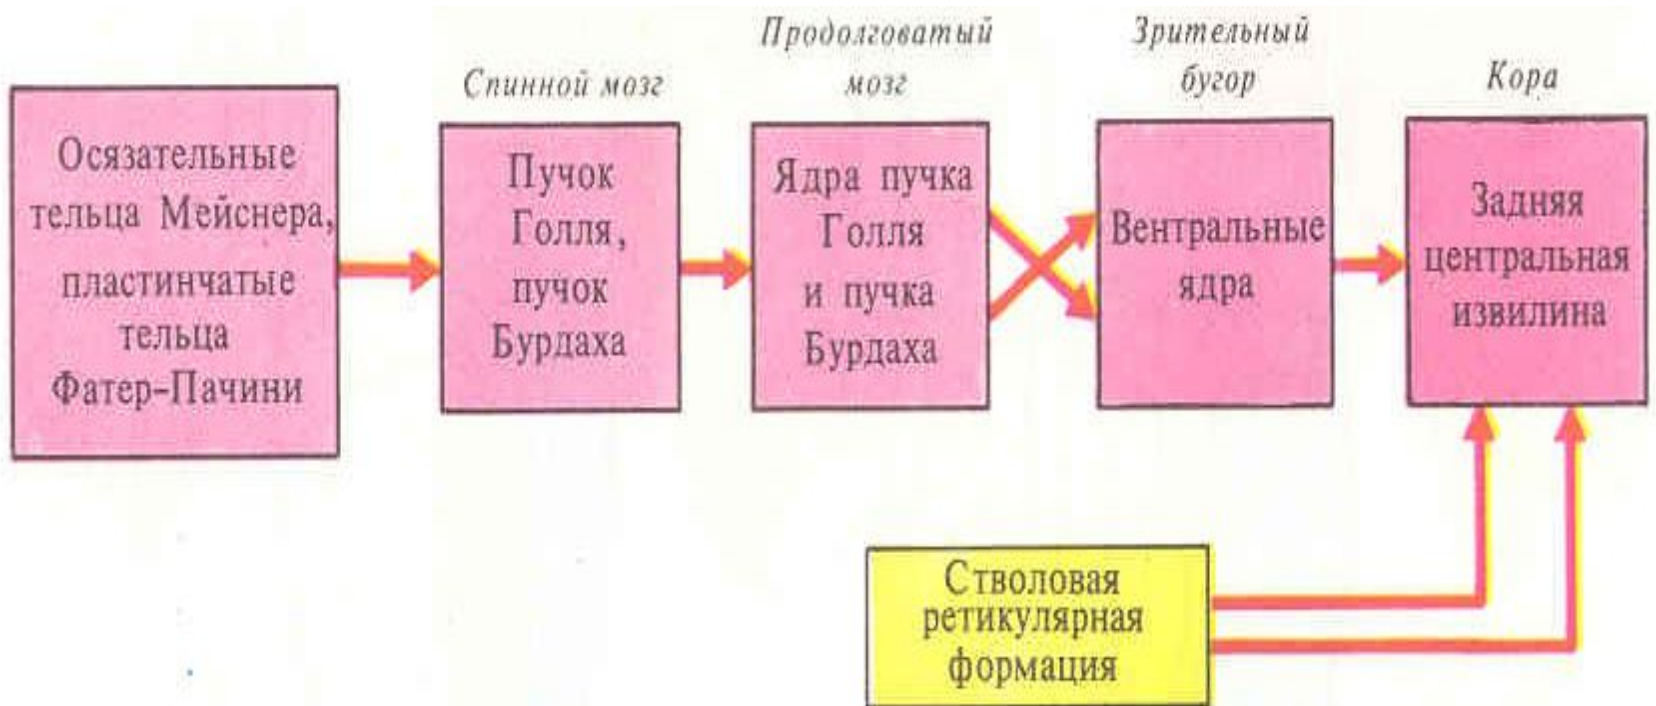 Осязательные
тельца Мейснера,
пластинчатые
тельца
Фатер-Пачини
Спинной мозг
Пучок
Голля,
пучок
Бурдаха
Продолговатый
мозг
Ядра пучка
Голля
и пучка
Бурдаха
Зрительный
бугор
Вентральные
ядра
Кора
Задняя
центральная
извилина
Стволовая
ретикулярная
формация